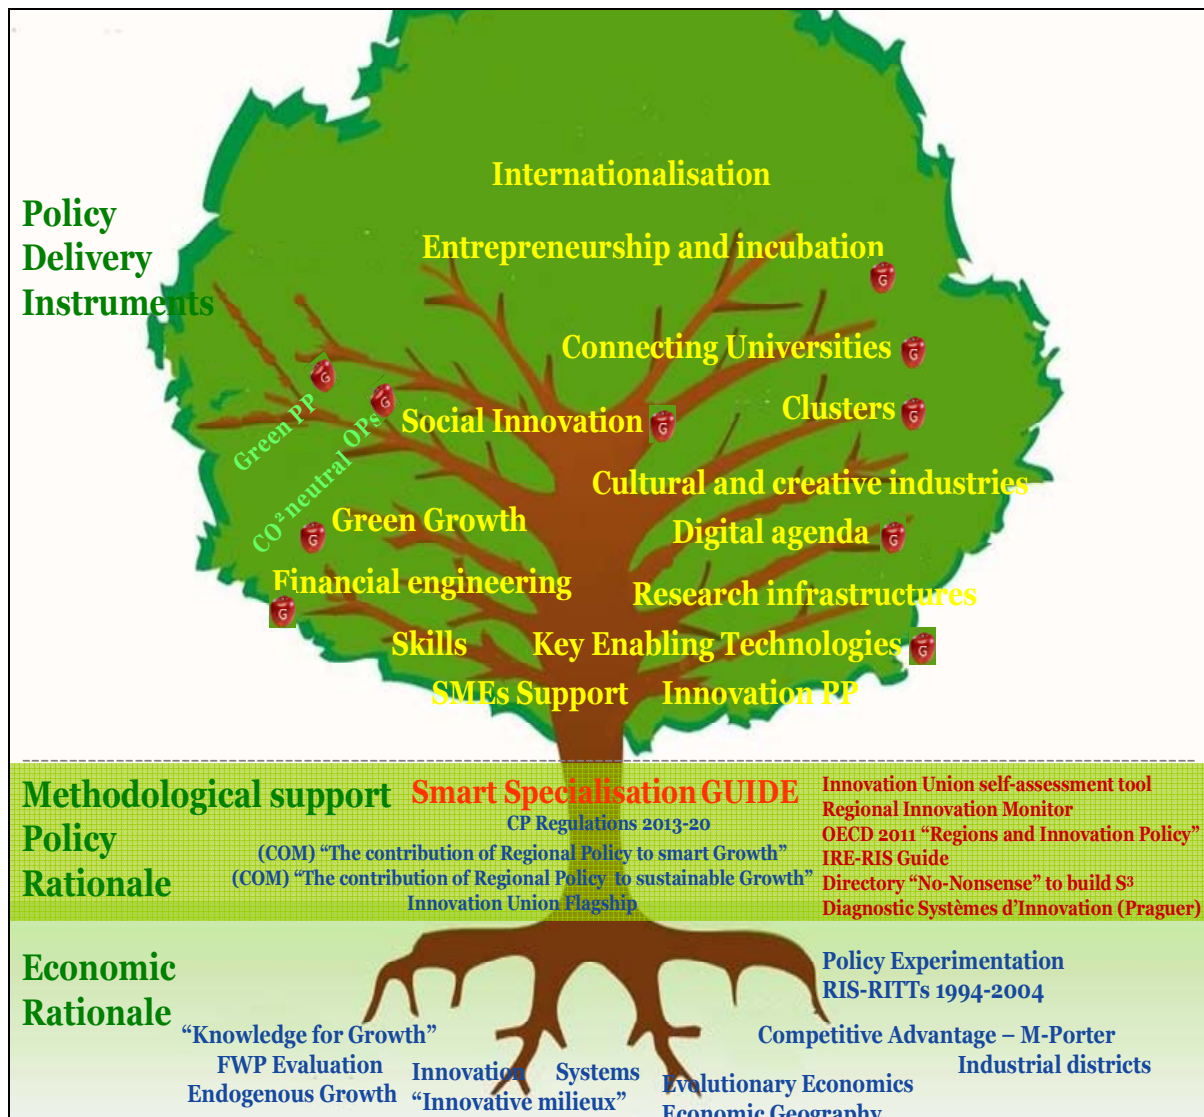 Policy
Delivery
Instruments
Internationalisation
Entrepreneurship and incubation
G
Connecting Universities
G
G
Green PP
G
CO² neutral OPs
Social Innovation
G
Clusters
G
Cultural and creative industries
Green Growth
G
Digital agenda
G
Financial engineering
G
Research infrastructures
Skills
Key Enabling Technologies
G
SMEs Support
Innovation PP
Methodological support
Policy
Rationale
Smart Specialisation GUIDE
CP Regulations 2013-20
(COM) “The contribution of Regional Policy to smart Growth”
(COM) “The contribution of Regional Policy to sustainable Growth”
Innovation Union Flagship
Innovation Union self-assessment tool
Regional Innovation Monitor
OECD 2011 “Regions and Innovation Policy”
IRE-RIS Guide
Directory “No-Nonsense” to build S³
Diagnostic Systèmes d'Innovation (Praguer)
Economic
Rationale
“Knowledge for Growth”
FWP Evaluation
Endogenous Growth
Innovation Systems
“Innovative milieux”
Policy Experimentation
RIS-RITTs 1994-2004
Competitive Advantage – M-Porter
Industrial districts
Evolutionary Economics
Economic Geography